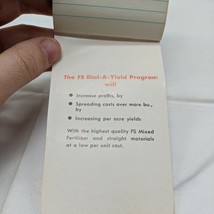 The FS Dial-A-Yield Program
will
● Increase profits, by
● Spreading costs over more bu.,
by
● Increasing per acre yields
With the highest quality FS Mixed
Fertilizer and straight materials
at a low per unit cost.